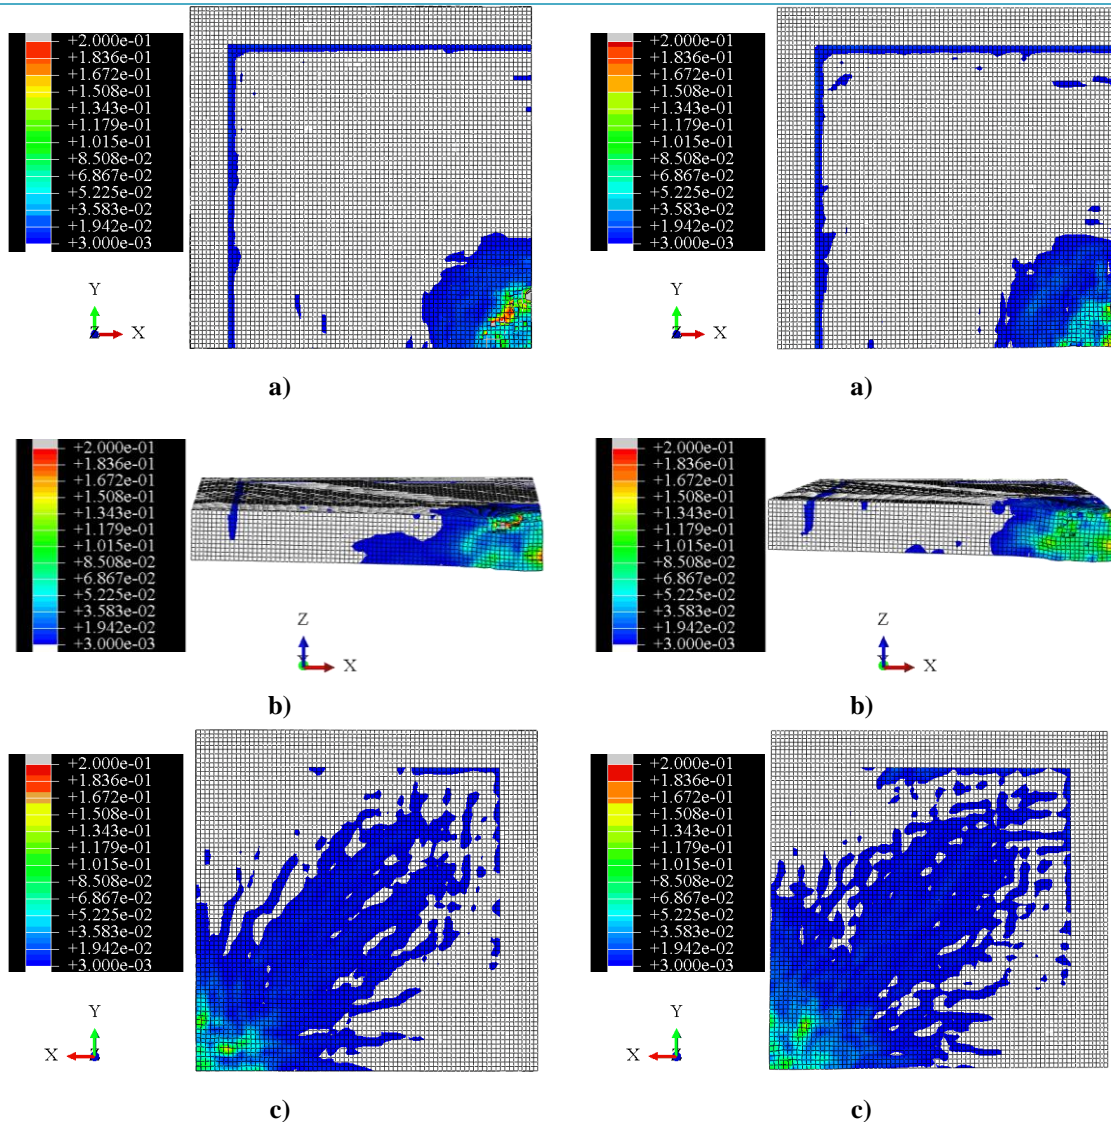 +2.000e-01
+1.836e-01
+1.672e-01
+1.508e-01
+1.343e-01
+1.179e-01
+1.015e-01
+8.508e-02
+6.867e-02
+5.225e-02
+3.583e-02
+1.942e-02
+3.000e-03
Y
Z
X
a)
+2.000e-01
+1.836e-01
+1.672e-01
+1.508e-01
+1.343e-01
+1.179e-01
+1.015e-01
+8.508e-02
+6.867e-02
+5.225e-02
+3.583e-02
+1.942e-02
+3.000e-03
Y
Z
X
a)
+2.000e-01
+1.836e-01
+1.672e-01
+1.508e-01
+1.343e-01
+1.179e-01
+1.015e-01
+8.508e-02
+6.867e-02
+5.225e-02
+3.583e-02
+1.942e-02
+3.000e-03
Z
Y
X
b)
+2.000e-01
+1.836e-01
+1.672e-01
+1.508e-01
+1.343e-01
+1.179e-01
+1.015e-01
+8.508e-02
+6.867e-02
+5.225e-02
+3.583e-02
+1.942e-02
+3.000e-03
Z
Y
X
b)
+2.000e-01
+1.836e-01
+1.672e-01
+1.508e-01
+1.343e-01
+1.179e-01
+1.015e-01
+8.508e-02
+6.867e-02
+5.225e-02
+3.583e-02
+1.942e-02
+3.000e-03
Y
X
Z
c)
+2.000e-01
+1.836e-01
+1.672e-01
+1.508e-01
+1.343e-01
+1.179e-01
+1.015e-01
+8.508e-02
+6.867e-02
+5.225e-02
+3.583e-02
+1.942e-02
+3.000e-03
Y
X
Z
c)